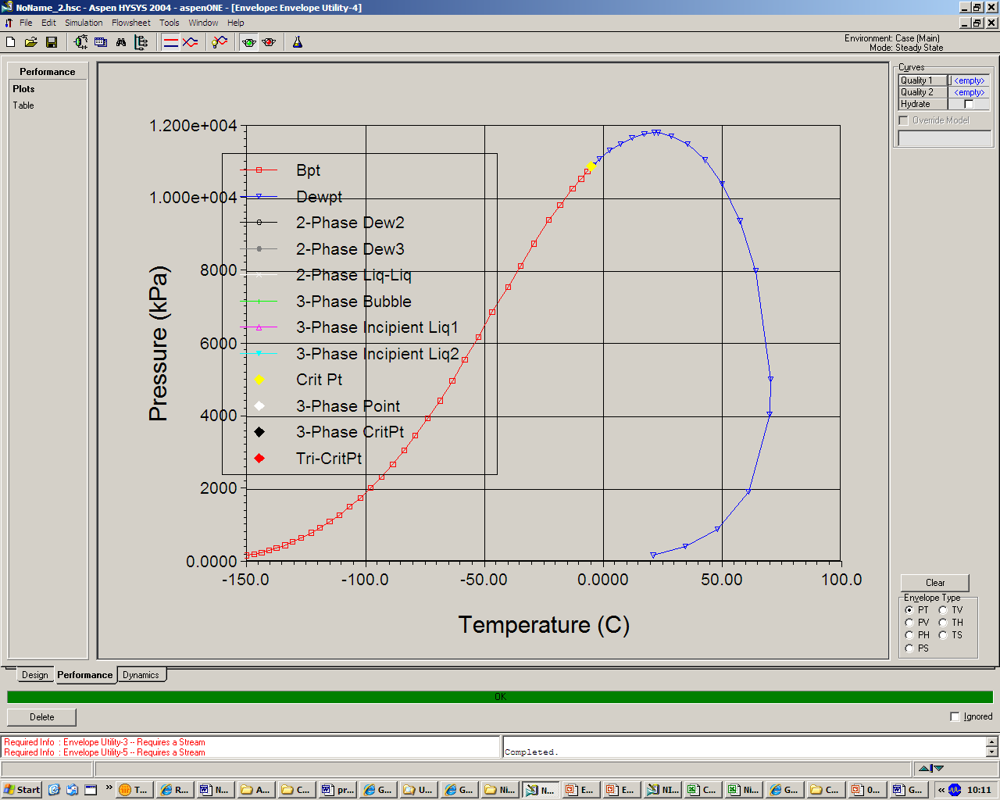 NoName_2.hsc - Aspen HYSYS 2004 - aspenONE - [Envelope: Envelope Utility-4]
File Edit Simulation Flowsheet Tools Window Help
Environment: Case (Main)
Mode: Steady State
Performance
Plots
Table
Curves
Quality 1 <empty>
Quality 2 <empty>
Hydrate
Override Model
1.200e+004
1.000e+004
8000
6000
4000
2000
0.0000
Pressure (kPa)
Bpt
Dewpt
2-Phase Dew2
2-Phase Dew3
2-Phase Liq-Liq
3-Phase Bubble
3-Phase Incipient Liq1
3-Phase Incipient Liq2
Crit Pt
3-Phase Point
3-Phase CritPt
Tri-CritPt
-150.0 -100.0 -50.00 0.0000 50.00 100.0
Temperature (C)
Clear
Envelope Type
PT TV
PV TH
PH TS
PS
Design Performance Dynamics
OK
Delete
Ignored
Required Info : Envelope Utility-3 -- Requires a Stream
Required Info : Envelope Utility-5 -- Requires a Stream
Completed.
Start » T... R... N... A... C... pr... G... U... G... Ni... N... E... E... NI... C... Ni... G... C... 0... G... « 10:11